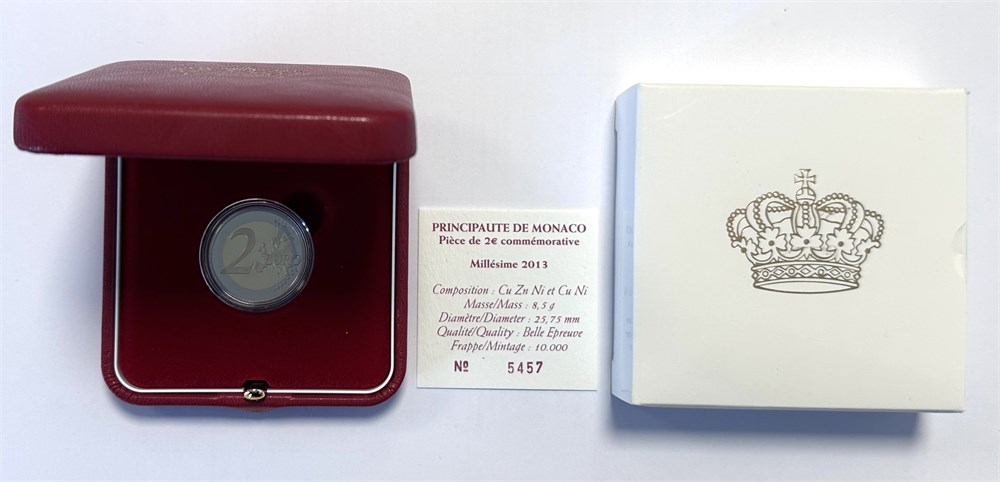 2 EURO
PRINCIPAUTE DE MONACO
Pièce de 2€ commémorative
Millésime 2013
Composition : Cu Zn Ni et Cu Ni
Masse/Mass : 8,5 g
Diamètre/Diameter : 25,75 mm
Qualité/Quality : Belle Epreuve
Frappe/Mintage : 10.000
Nº 5457